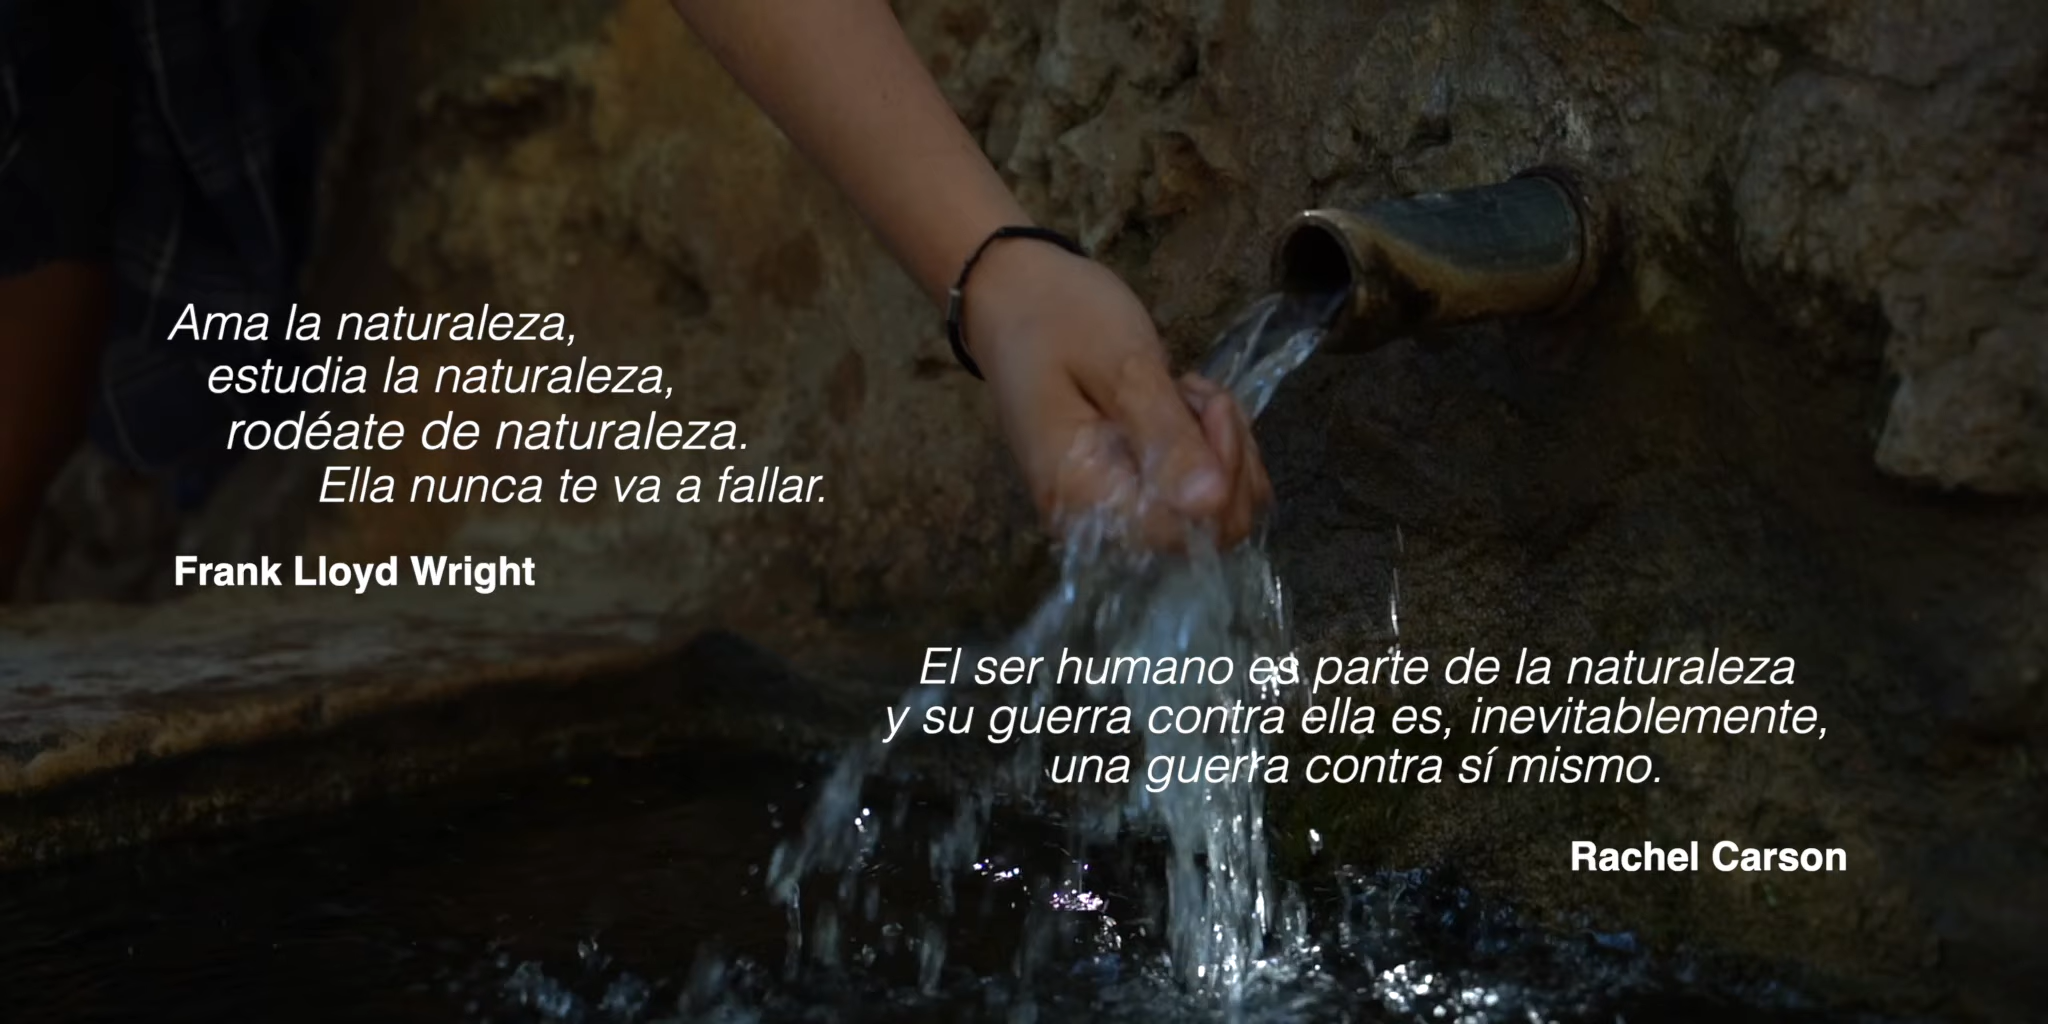 Ama la naturaleza,
estudia la naturaleza,
rodéate de naturaleza.
Ella nunca te va a fallar.
Frank Lloyd Wright
El ser humano es parte de la naturaleza
y su guerra contra ella es, inevitablemente,
una guerra contra sí mismo.
Rachel Carson